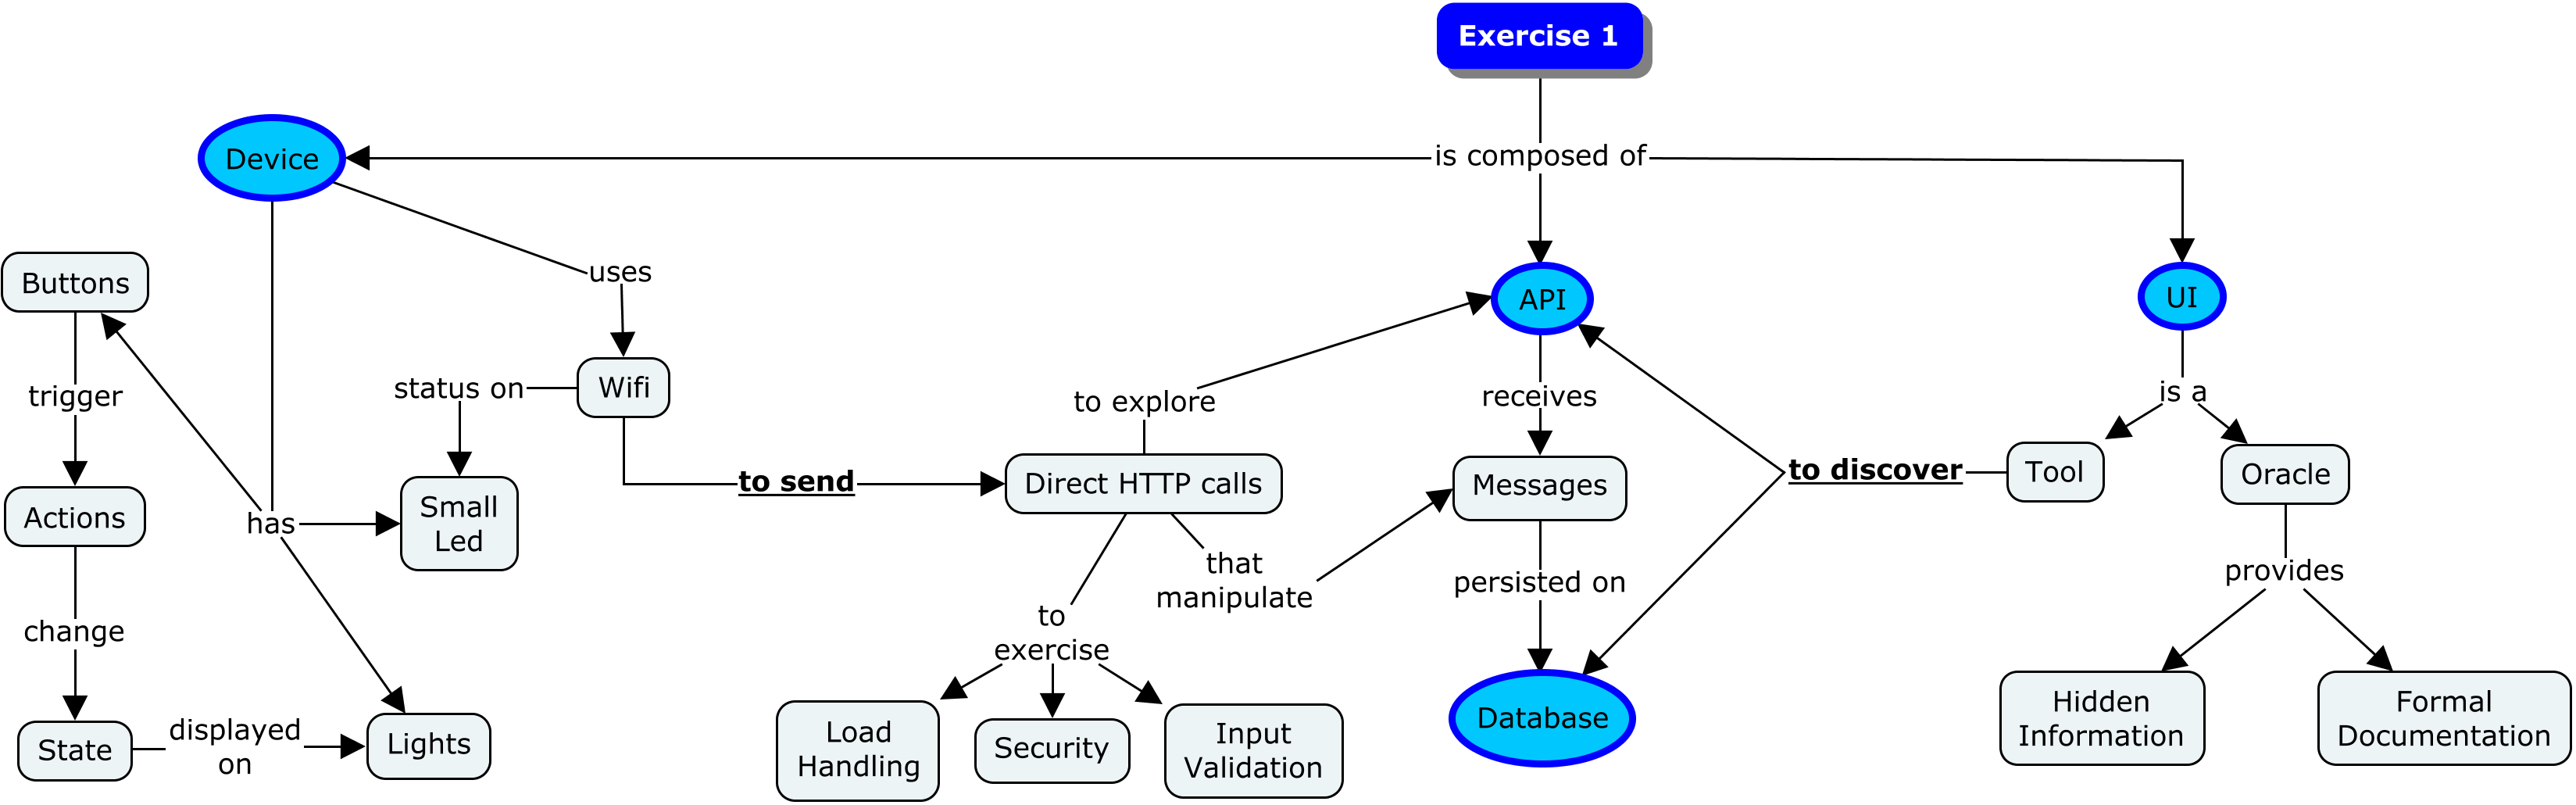 Exercise 1
is composed of
Device
API
UI
uses
Buttons
Wifi
status on
trigger
to explore
receives
is a
Small
Led
Actions
has
to send
Direct HTTP calls
Messages
to discover
Tool
Oracle
that
manipulate
persisted on
provides
change
to
exercise
State
displayed
on
Lights
Load
Handling
Security
Input
Validation
Database
Hidden
Information
Formal
Documentation